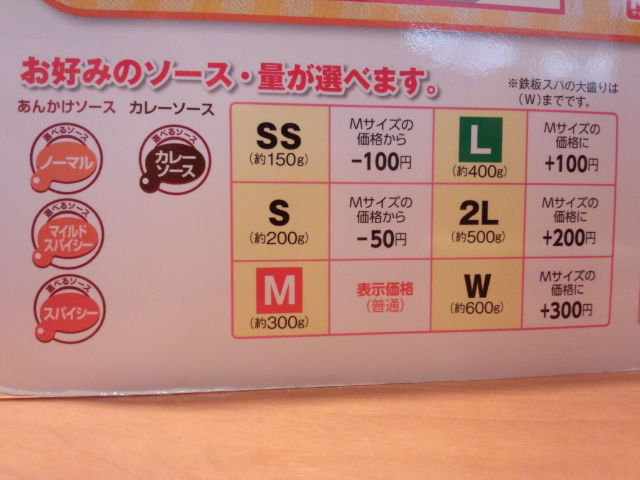 お好みのソース・量が選べます。
※鉄板スパの大盛りは
(W)までです。
あんかけソース カレーソース
選べるソース
ノーマル
選べるソース
カレー
ソース
選べるソース
マイルド
スパイシー
選べるソース
スパイシー
SS
(約150g)
Mサイズの
価格から
-100円
L
(約400g)
Mサイズの
価格に
+100円
S
(約200g)
Mサイズの
価格から
-50円
2L
(約500g)
Mサイズの
価格に
+200円
M
(約300g)
表示価格
(普通)
W
(約600g)
Mサイズの
価格に
+300円